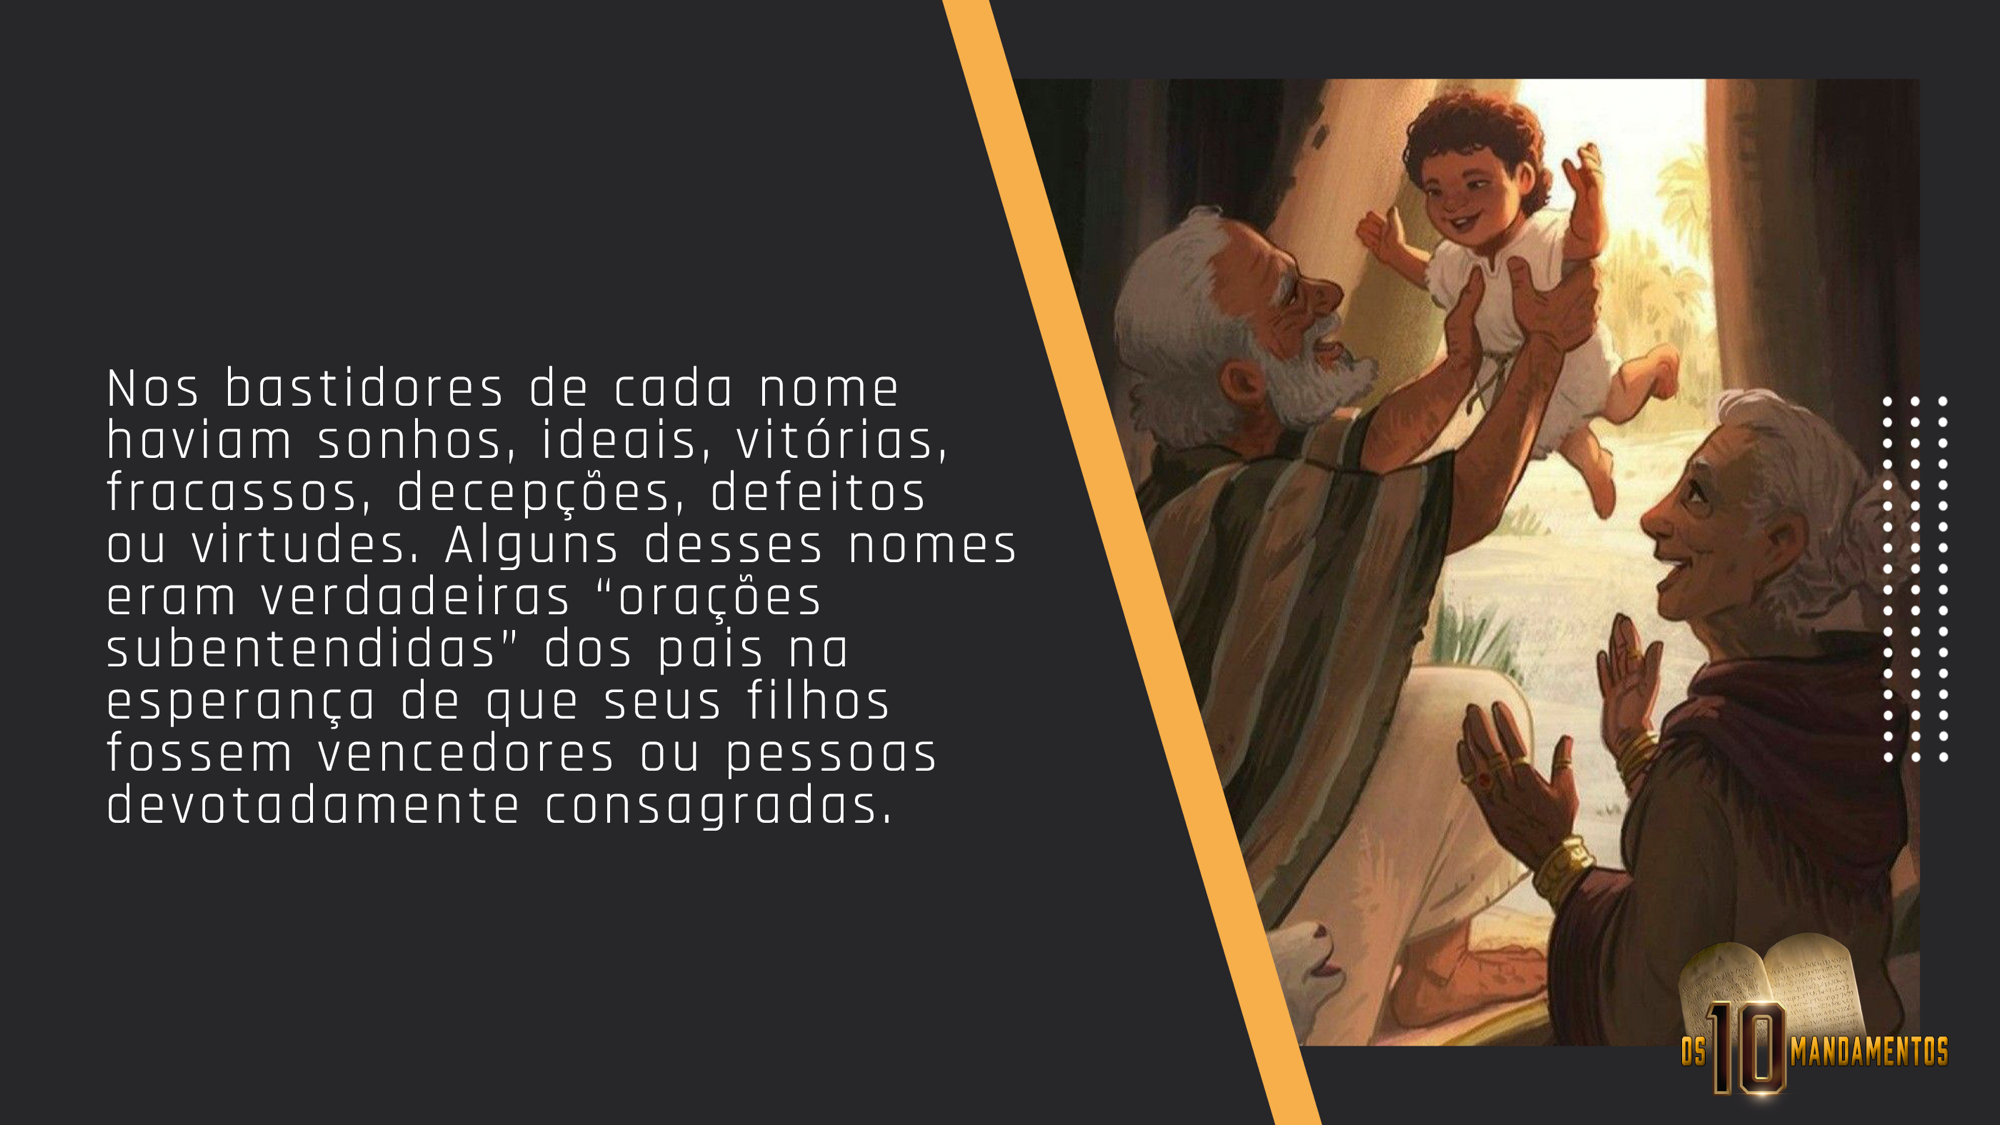 Nos bastidores de cada nome
haviam sonhos, ideais, vitórias,
fracassos, decepções, defeitos
ou virtudes. Alguns desses nomes
eram verdadeiras “orações
subentendidas” dos pais na
esperança de que seus filhos
fossem vencedores ou pessoas
devotadamente consagradas.
OS 10 MANDAMENTOS